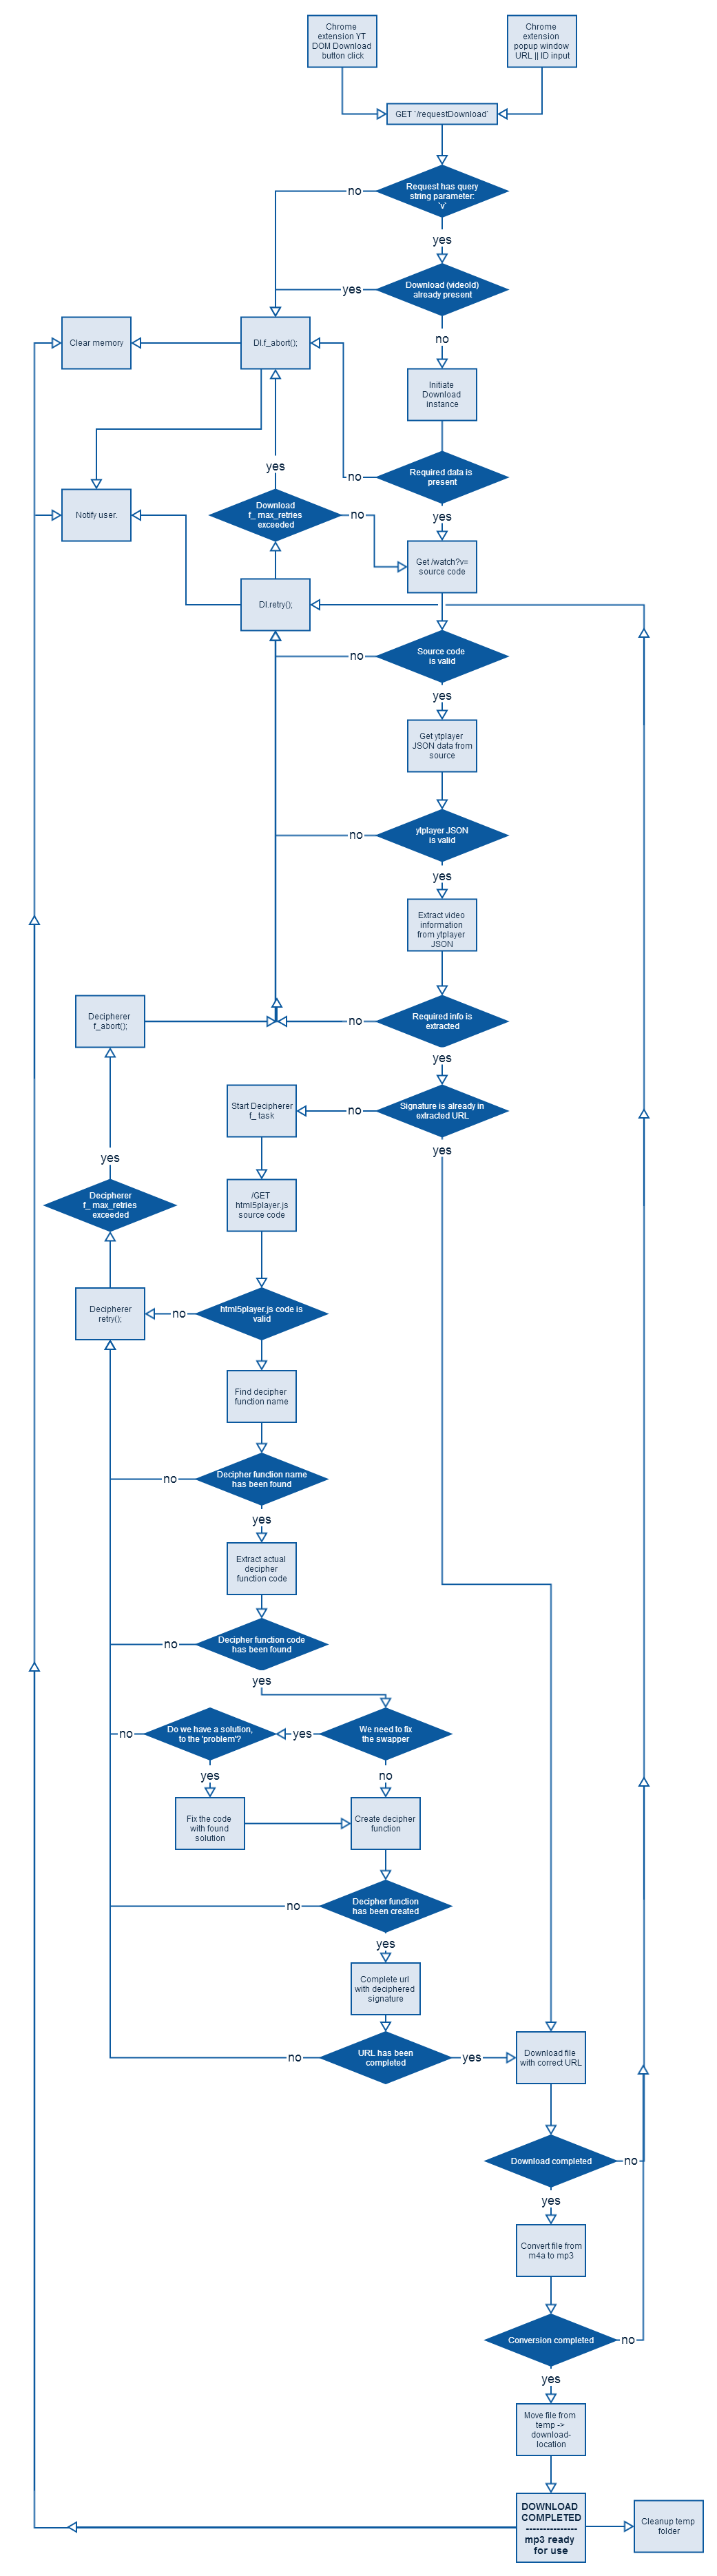 Chrome
extension YT
DOM Download
button click
Chrome
extension
popup window
URL || ID input
GET '/requestDownload'
Request has query
string parameter:
'v'
no
yes
Download (videoId)
already present
yes
no
Clear memory
DI.f_abort();
Initiate
Download
instance
Required data is
present
no
yes
yes
Notify user.
Download
f_ max_retries
exceeded
no
Get /watch?v=
source code
DI.retry();
Source code
is valid
no
yes
Get ytplayer
JSON data from
source
ytplayer JSON
is valid
no
yes
Extract video
information
from ytplayer
JSON
Decipherer
f_abort();
Required info is
extracted
no
yes
Start Decipherer
f_ task
Signature is already in
extracted URL
no
yes
yes
Decipherer
f_ max_retries
exceeded
/GET
html5player.js
source code
Decipherer
retry();
no
html5player.js code is
valid
Find decipher
function name
Decipher function name
has been found
no
yes
Extract actual
decipher
function code
Decipher function code
has been found
no
yes
no
Do we have a solution,
to the 'problem'?
yes
We need to fix
the swapper
yes
no
Fix the code
with found
solution
Create decipher
function
no
Decipher function
has been created
yes
Complete url
with deciphered
signature
no
URL has been
completed
yes
Download file
with correct URL
Download completed
no
yes
Convert file from
m4a to mp3
Conversion completed
no
yes
Move file from
temp ->
download-
location
DOWNLOAD
COMPLETED
---------------
mp3 ready
for use
Cleanup temp
folder